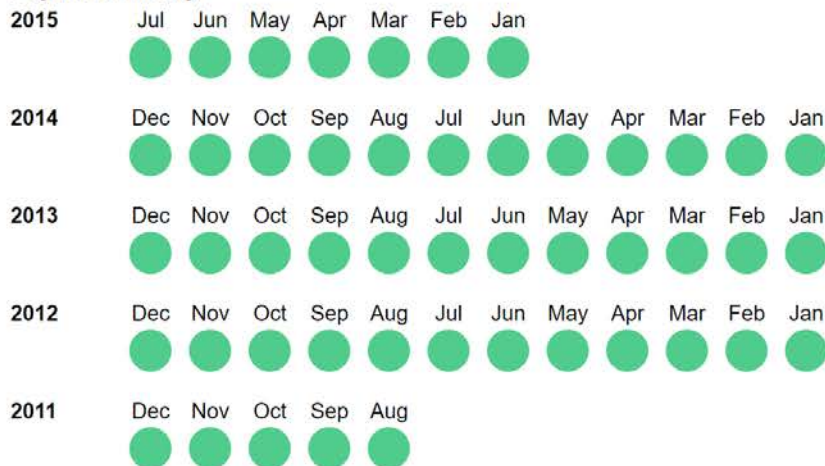 2015 Jul Jun May Apr Mar Feb Jan
2014 Dec Nov Oct Sep Aug Jul Jun May Apr Mar Feb Jan
2013 Dec Nov Oct Sep Aug Jul Jun May Apr Mar Feb Jan
2012 Dec Nov Oct Sep Aug Jul Jun May Apr Mar Feb Jan
2011 Dec Nov Oct Sep Aug